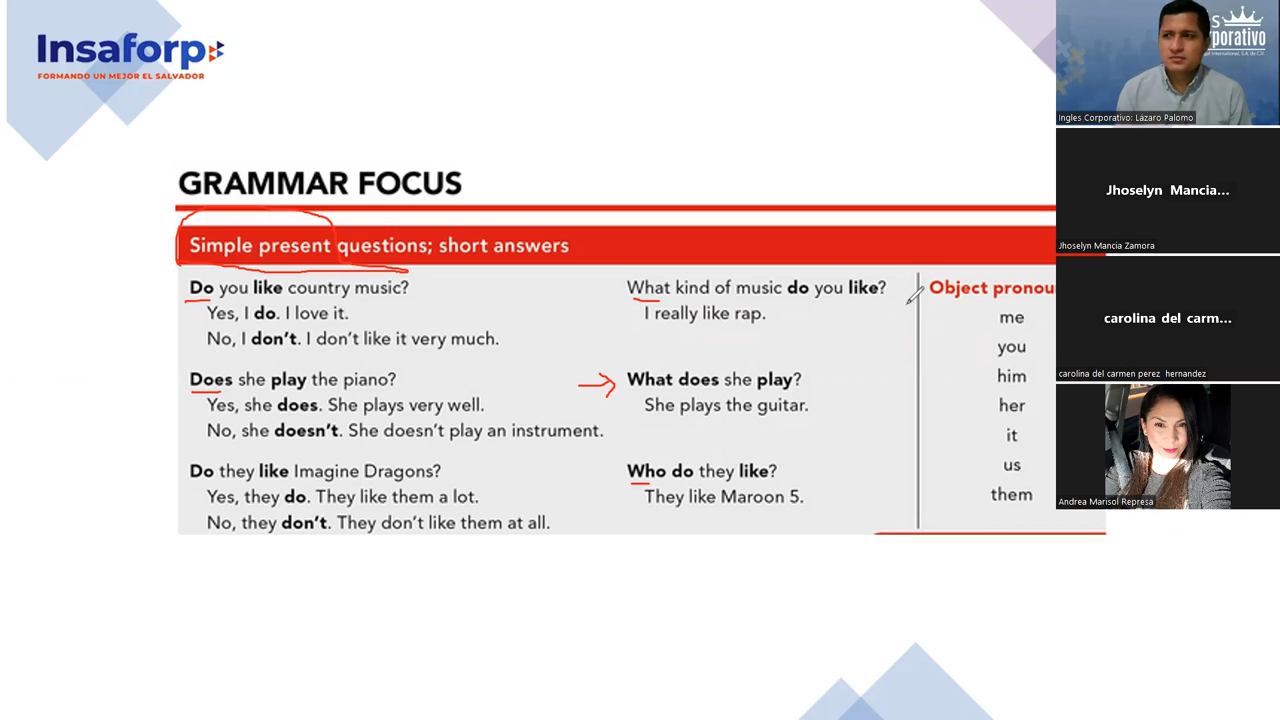 Insaforp
FORMANDO UN MEJOR EL SALVADOR
GRAMMAR FOCUS
Simple present questions; short answers
Do you like country music?
Yes, I do. I love it.
No, I don't. I don't like it very much.
Does she play the piano?
Yes, she does. She plays very well.
No, she doesn't. She doesn't play an instrument.
Do they like Imagine Dragons?
Yes, they do. They like them a lot.
No, they don't. They don't like them at all.
What kind of music do you like?
I really like rap.
What does she play?
She plays the guitar.
Who do they like?
They like Maroon 5.
Object pronou
me
you
him
her
it
us
them
S
porativo
Ingles Corporativo: Lázaro Palomo
Jhoselyn Mancia...
Jhoselyn Mancia Zamora
carolina del carm...
carolina del carmen perez hernandez
Andrea Marisol Represa